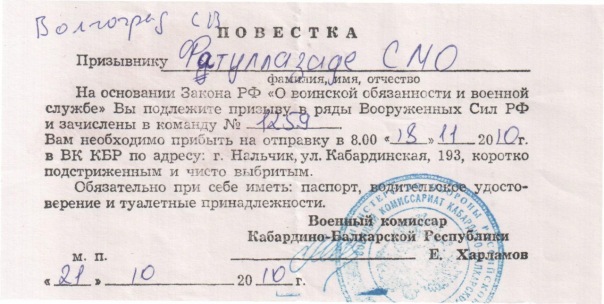 Волгоград СВ
ПОВЕСТКА
Призывнику Фатуллазаде СМО
фамилия, имя, отчество
На основании Закона РФ «О воинской обязанности и военной
службе» Вы подлежите призыву в ряды Вооруженных Сил РФ
и зачислены в команду № 1259
Вам необходимо прибыть на отправку в 8.00 «18» 11 2010г.
в ВК КБР по адресу: г. Нальчик, ул. Кабардинская, 193, коротко
подстриженным и чисто выбритым.
Обязательно при себе иметь: паспорт, водительское удосто-
верение и туалетные принадлежности.
Военный комиссар
Кабардино-Балкарской Республики
м. п. Е. Харламов
«21» 10 2010г.